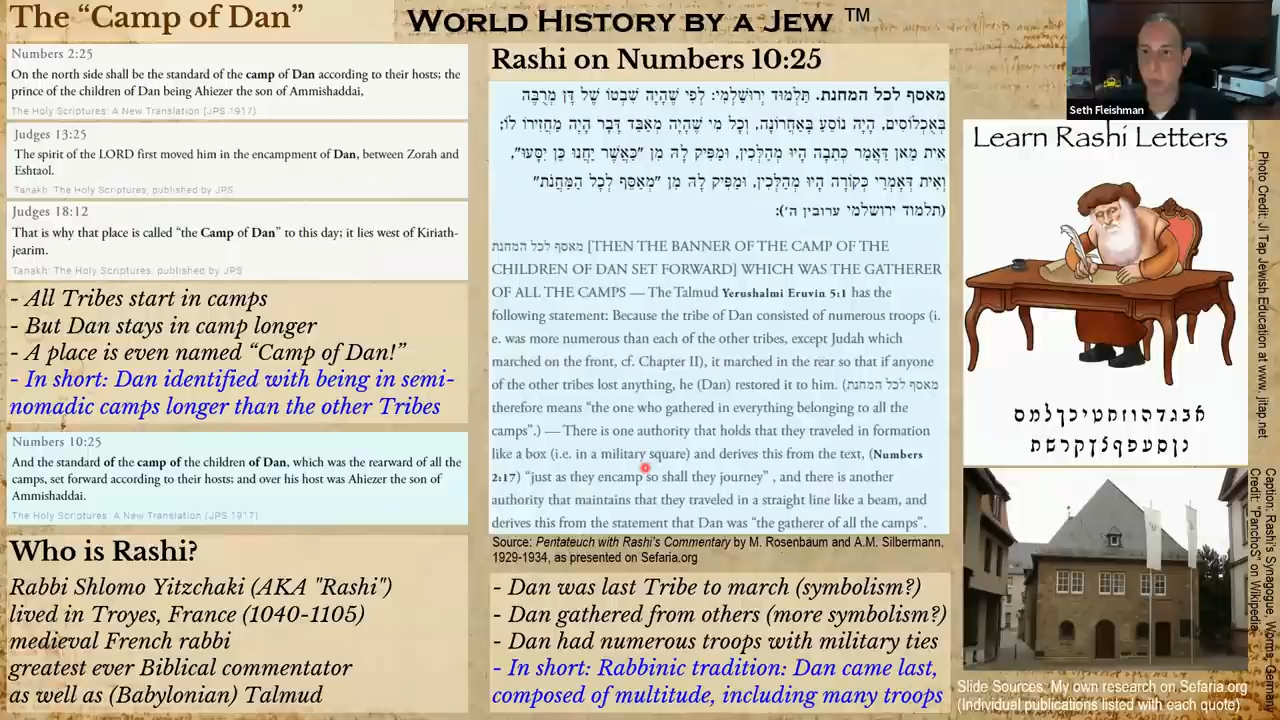 The “Camp of Dan”
WORLD HISTORY BY A JEW ™
Numbers 2:25
On the north side shall be the standard of the camp of Dan according to their hosts; the
prince of the children of Dan being Ahiezer the son of Ammishaddai,
The Holy Scriptures: A New Translation (JPS 1917)
Judges 13:25
The spirit of the LORD first moved him in the encampment of Dan, between Zorah and
Eshtaol.
Tanakh: The Holy Scriptures, published by JPS
Judges 18:12
That is why that place is called “the Camp of Dan” to this day; it lies west of Kiriath-
jearim.
Tanakh: The Holy Scriptures, published by JPS
- All Tribes start in camps
- But Dan stays in camp longer
- A place is even named “Camp of Dan!”
- In short: Dan identified with being in semi-
nomadic camps longer than the other Tribes
Numbers 10:25
And the standard of the camp of the children of Dan, which was the rearward of all the
camps, set forward according to their hosts; and over his host was Ahiezer the son of
Ammishaddai.
The Holy Scriptures: A New Translation (JPS 1917)
Who is Rashi?
Rabbi Shlomo Yitzchaki (AKA "Rashi")
lived in Troyes, France (1040-1105)
medieval French rabbi
greatest ever Biblical commentator
as well as (Babylonian) Talmud
Rashi on Numbers 10:25
מאסף לכל המחנת. תַּלְמוּד יְרוּשַׁלְמִי: לְפִי שֶׁהָיָה שִׁבְטוֹ שֶׁל דָּן מְרֻבֶּה
בְּאֻכְלוֹסִים, הָיָה נוֹסֵעַ בָּאַחֲרוֹנָה, וְכָל מִי שֶׁהָיָה מְאַבֵּד דָּבָר הָיָה מַחֲזִירוֹ לוֹ;
אִית מָאן דְּאָמַר כְּתֵבָה הָיוּ מְהַלְּכִין, וּמַפִּיק לַהּ מִן "כַּאֲשֶׁר יַחֲנוּ כֵּן יִסָּעוּ",
וְאִית דְּאָמְרֵי כְּקוֹרָה הָיוּ מְהַלְּכִין, וּמַפִּיק לַהּ מִן "מְאַסֵּף לְכָל הַמַּחֲנֹת"
(תלמוד ירושלמי ערובין ה'):
מאסף לכל המחנת [THEN THE BANNER OF THE CAMP OF THE
CHILDREN OF DAN SET FORWARD] WHICH WAS THE GATHERER
OF ALL THE CAMPS — The Talmud Yerushalmi Eruvin 5:1 has the
following statement: Because the tribe of Dan consisted of numerous troops (i.
e. was more numerous than each of the other tribes, except Judah which
marched on the front, cf. Chapter II), it marched in the rear so that if anyone
of the other tribes lost anything, he (Dan) restored it to him. (מאסף לכל המחנת
therefore means “the one who gathered in everything belonging to all the
camps”.) — There is one authority that holds that they traveled in formation
like a box (i.e. in a military square) and derives this from the text, (Numbers
2:17) “just as they encamp so shall they journey” , and there is another
authority that maintains that they traveled in a straight line like a beam, and
derives this from the statement that Dan was “the gatherer of all the camps”.
Source: Pentateuch with Rashi's Commentary by M. Rosenbaum and A.M. Silbermann,
1929-1934, as presented on Sefaria.org
- Dan was last Tribe to march (symbolism?)
- Dan gathered from others (more symbolism?)
- Dan had numerous troops with military ties
- In short: Rabbinic tradition: Dan came last,
composed of multitude, including many troops
Seth Fleishman
Learn Rashi Letters
אבגדהוזחטיכךלמם
נןסעפףצץקרשת
Photo Credit: Ji Tap Jewish Education at www. jitap.net
Caption: Rashi's Synagogue, Worms, Germany
Credit: "PanchoS" on Wikipedia
Slide Sources: My own research on Sefaria.org
(Individual publications listed with each quote)